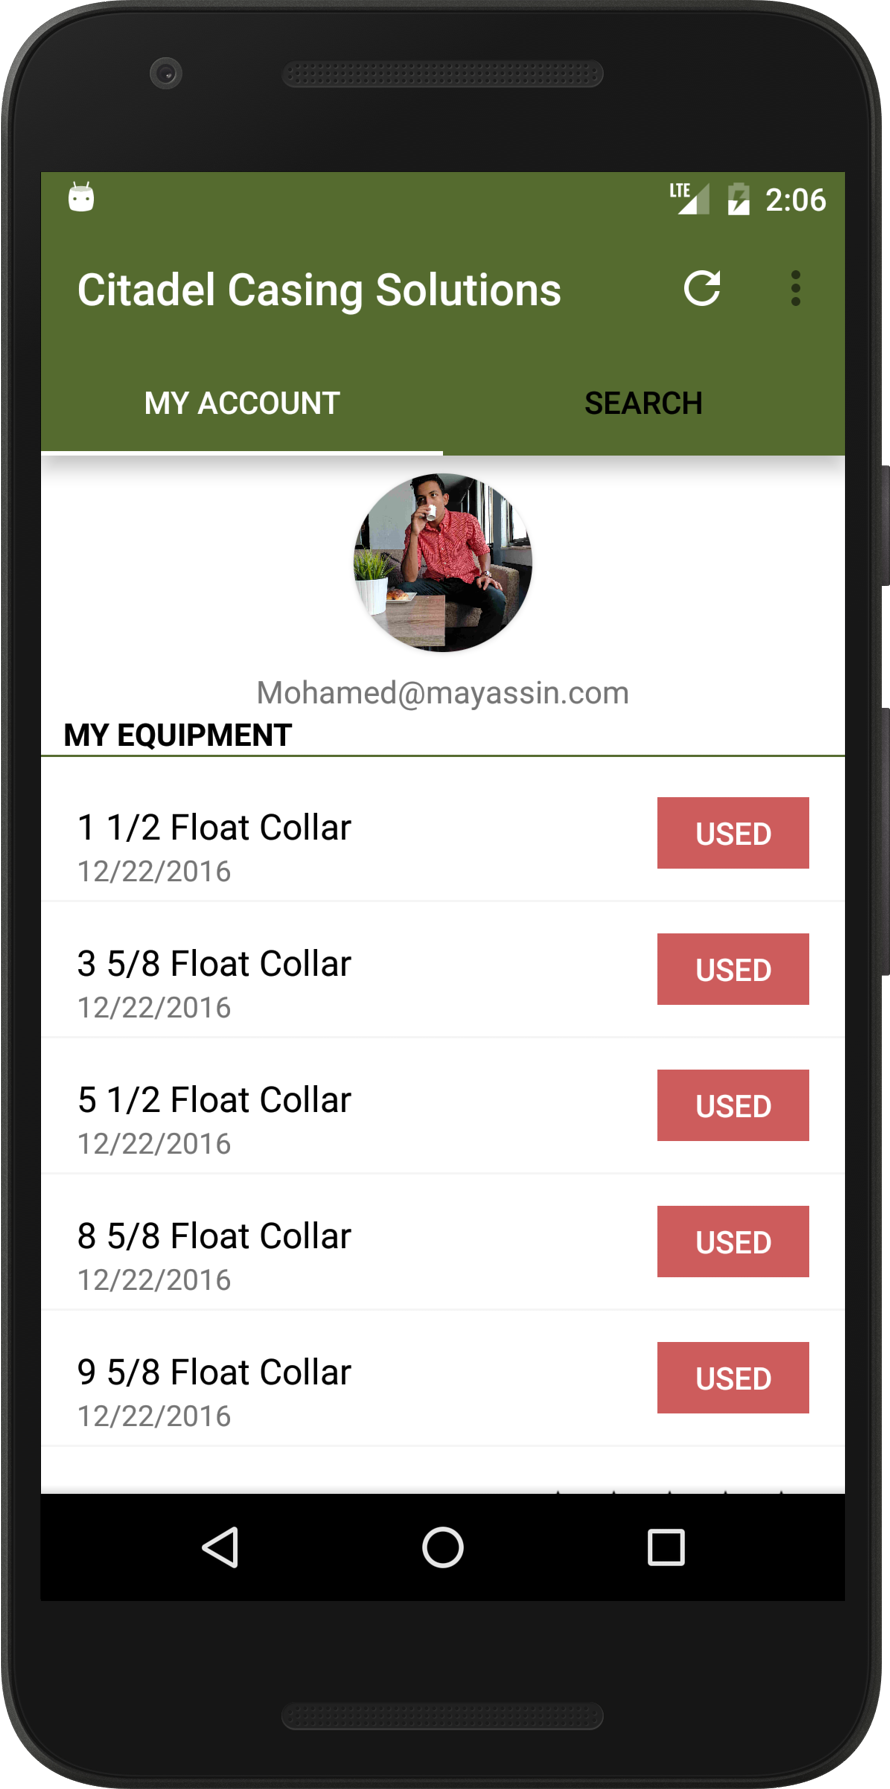 LTE 2:06
Citadel Casing Solutions
MY ACCOUNT SEARCH
Mohamed@mayassin.com
MY EQUIPMENT
1 1/2 Float Collar USED
12/22/2016
3 5/8 Float Collar USED
12/22/2016
5 1/2 Float Collar USED
12/22/2016
8 5/8 Float Collar USED
12/22/2016
9 5/8 Float Collar USED
12/22/2016